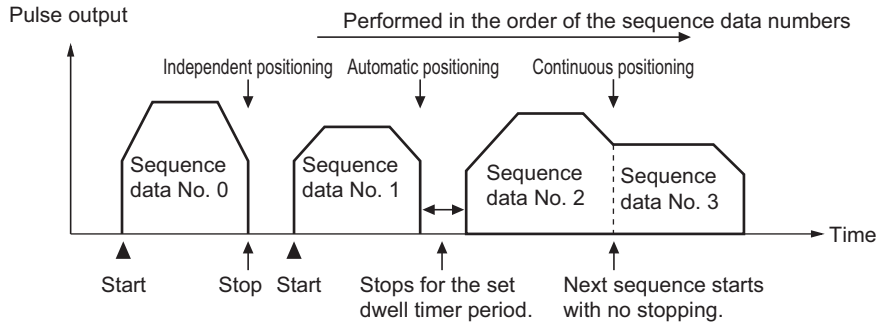 Pulse output
Performed in the order of the sequence data numbers
Independent positioning
Automatic positioning
Continuous positioning
Sequence
data No. 0
Sequence
data No. 1
Sequence
data No. 2
Sequence
data No. 3
Time
Start
Stop
Start
Stops for the set
dwell timer period.
Next sequence starts
with no stopping.